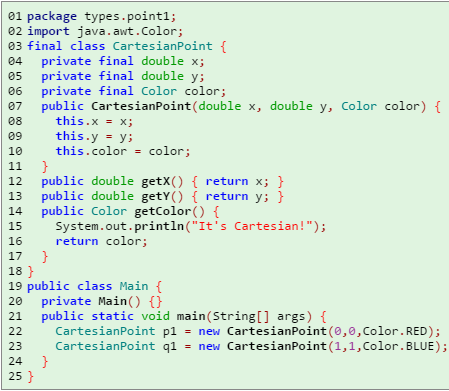 01 package types.point1;
02 import java.awt.Color;
03 final class CartesianPoint {
04   private final double x;
05   private final double y;
06   private final Color color;
07   public CartesianPoint(double x, double y, Color color) {
08     this.x = x;
09     this.y = y;
10     this.color = color;
11   }
12   public double getX() { return x; }
13   public double getY() { return y; }
14   public Color getColor() {
15     System.out.println("It's Cartesian!");
16     return color;
17   }
18 }
19 public class Main {
20   private Main() {}
21   public static void main(String[] args) {
22     CartesianPoint p1 = new CartesianPoint(0,0,Color.RED);
23     CartesianPoint q1 = new CartesianPoint(1,1,Color.BLUE);
24   }
25 }